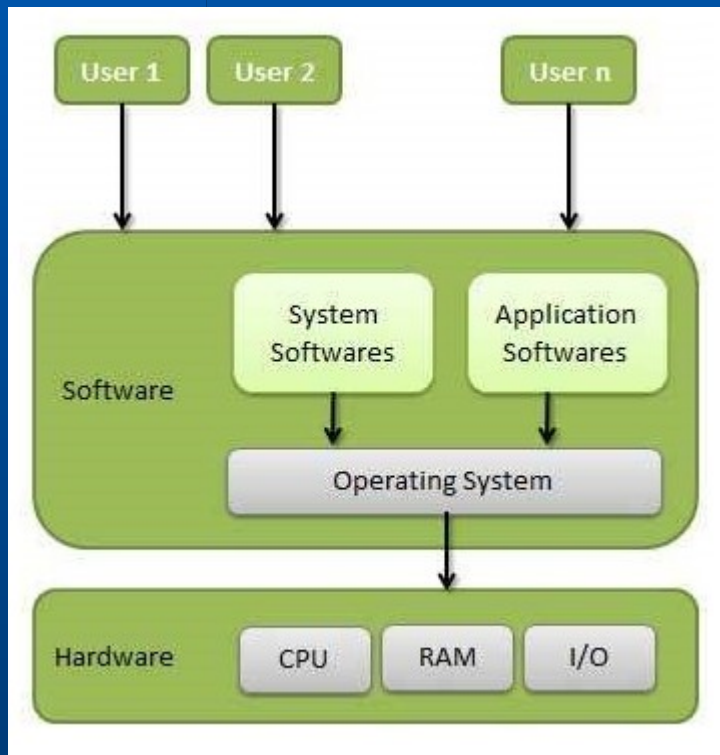 User 1
User 2
User n
System
Softwares
Application
Softwares
Software
Operating System
Hardware
CPU
RAM
I/O